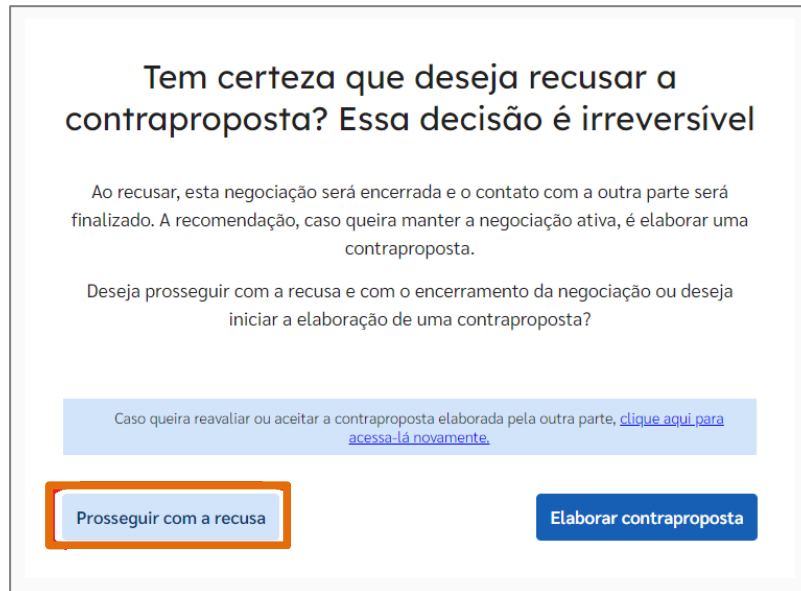 Tem certeza que deseja recusar a
contraproposta? Essa decisão é irreversível
Ao recusar, esta negociação será encerrada e o contato com a outra parte será
finalizado. A recomendação, caso queira manter a negociação ativa, é elaborar uma
contraproposta.
Deseja prosseguir com a recusa e com o encerramento da negociação ou deseja
iniciar a elaboração de uma contraproposta?
Caso queira reavaliar ou aceitar a contraproposta elaborada pela outra parte, clique aqui para
acessa-lá novamente.
Prosseguir com a recusa
Elaborar contraproposta